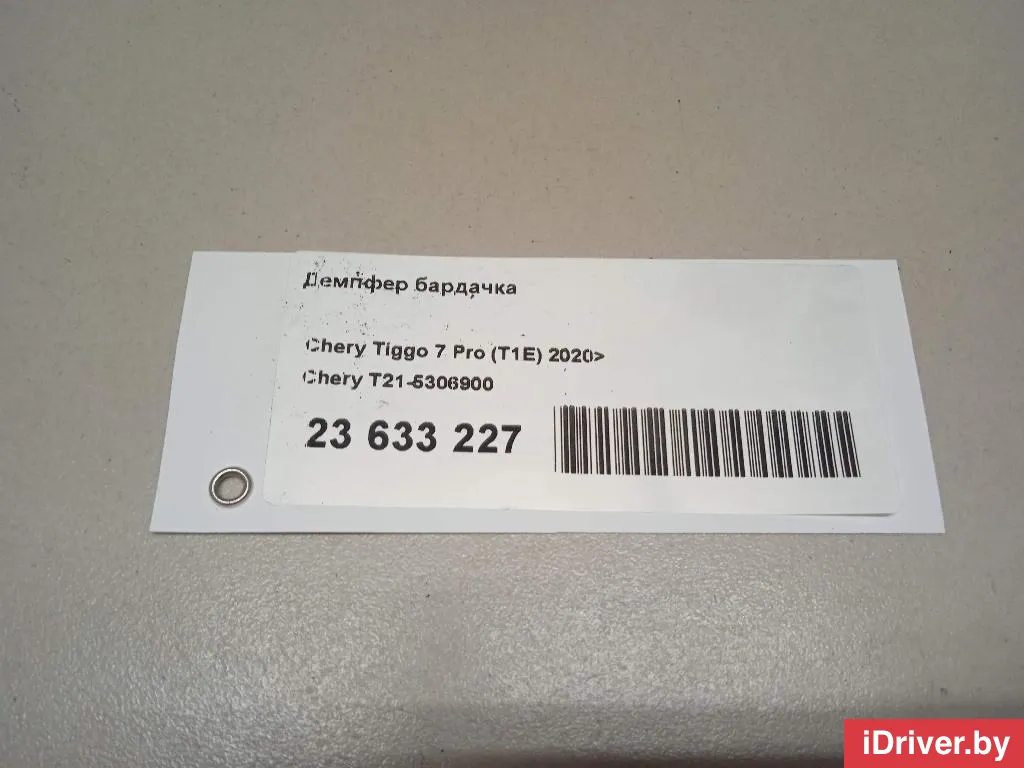 Демпфер бардачка
Chery Tiggo 7 Pro (T1E) 2020>
Chery T21-5306900
23 633 227
iDriver.by